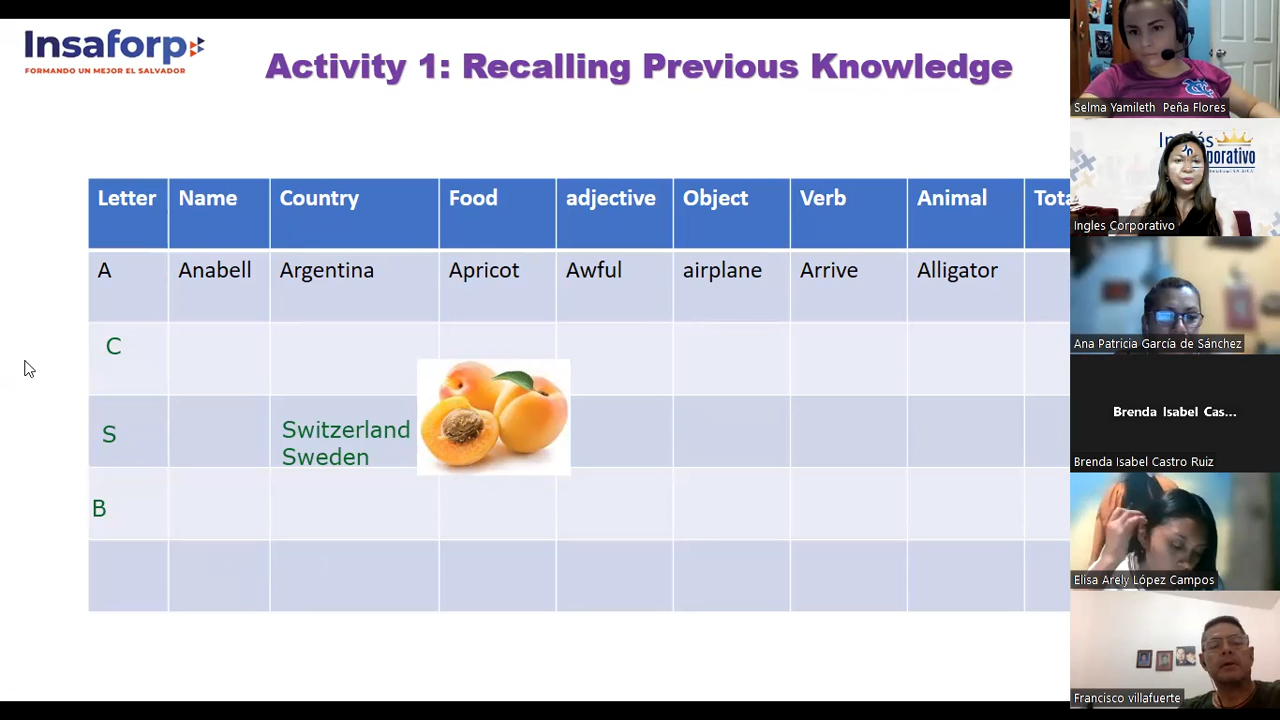 Insaforp
FORMANDO UN MEJOR EL SALVADOR
Activity 1: Recalling Previous Knowledge
Letter Name Country Food adjective Object Verb Animal
A Anabell Argentina Apricot Awful airplane Arrive Alligator
C
S Switzerland
Sweden
B
Selma Yamileth Peña Flores
Inglés
Ingles Corporativo
Ana Patricia García de Sánchez
Brenda Isabel Cas...
Brenda Isabel Castro Ruiz
Elisa Arely López Campos
Francisco villafuerte